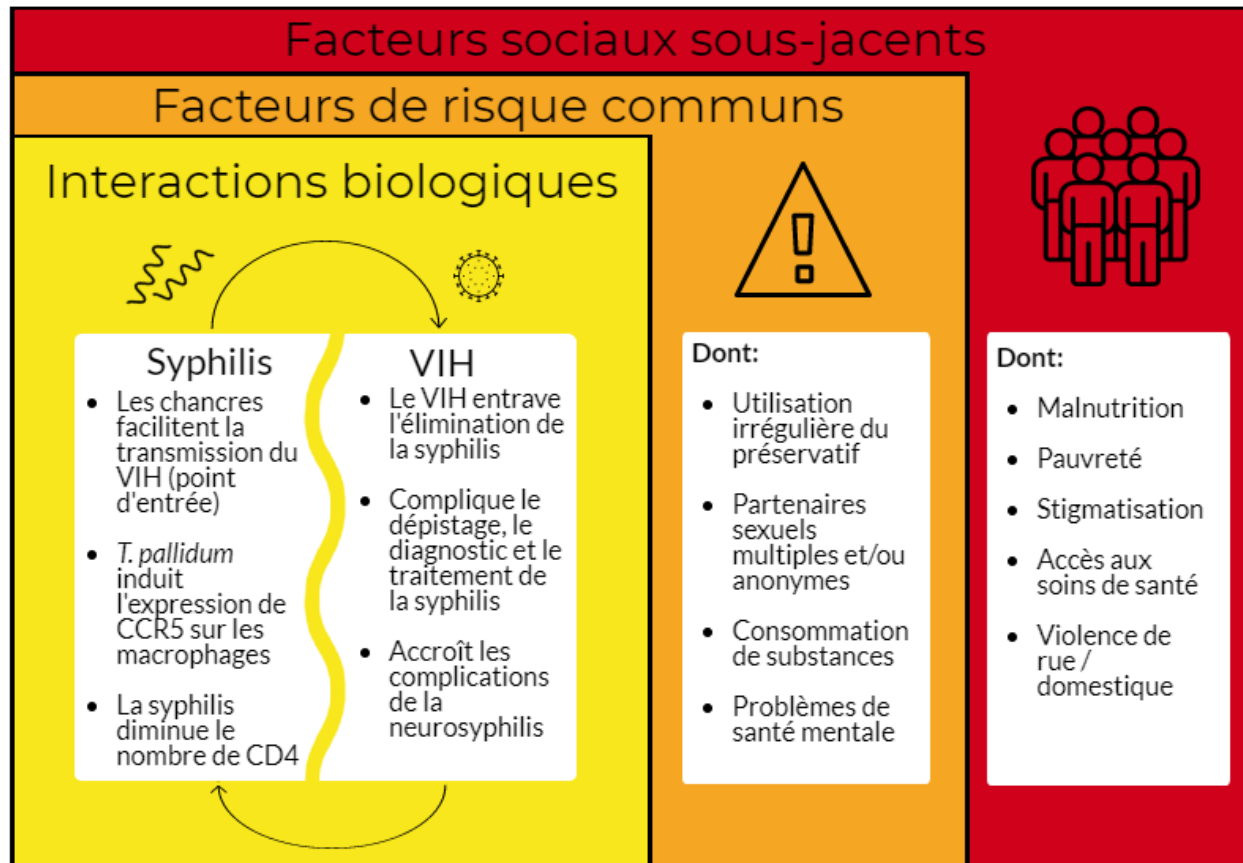 Facteurs sociaux sous-jacents
Facteurs de risque communs
Interactions biologiques
Syphilis
• Les chancres
facilitent la
transmission du
VIH (point
d'entrée)
• T. pallidum
induit
l'expression de
CCR5 sur les
macrophages
• La syphilis
diminue le
nombre de CD4
VIH
• Le VIH entrave
l'élimination de
la syphilis
• Complique le
dépistage, le
diagnostic et le
traitement de
la syphilis
• Accroît les
complications
de la
neurosyphilis
Dont:
• Utilisation
irrégulière du
préservatif
• Partenaires
sexuels
multiples et/ou
anonymes
• Consommation
de substances
• Problèmes de
santé mentale
Dont:
• Malnutrition
• Pauvreté
• Stigmatisation
• Accès aux
soins de santé
• Violence de
rue /
domestique